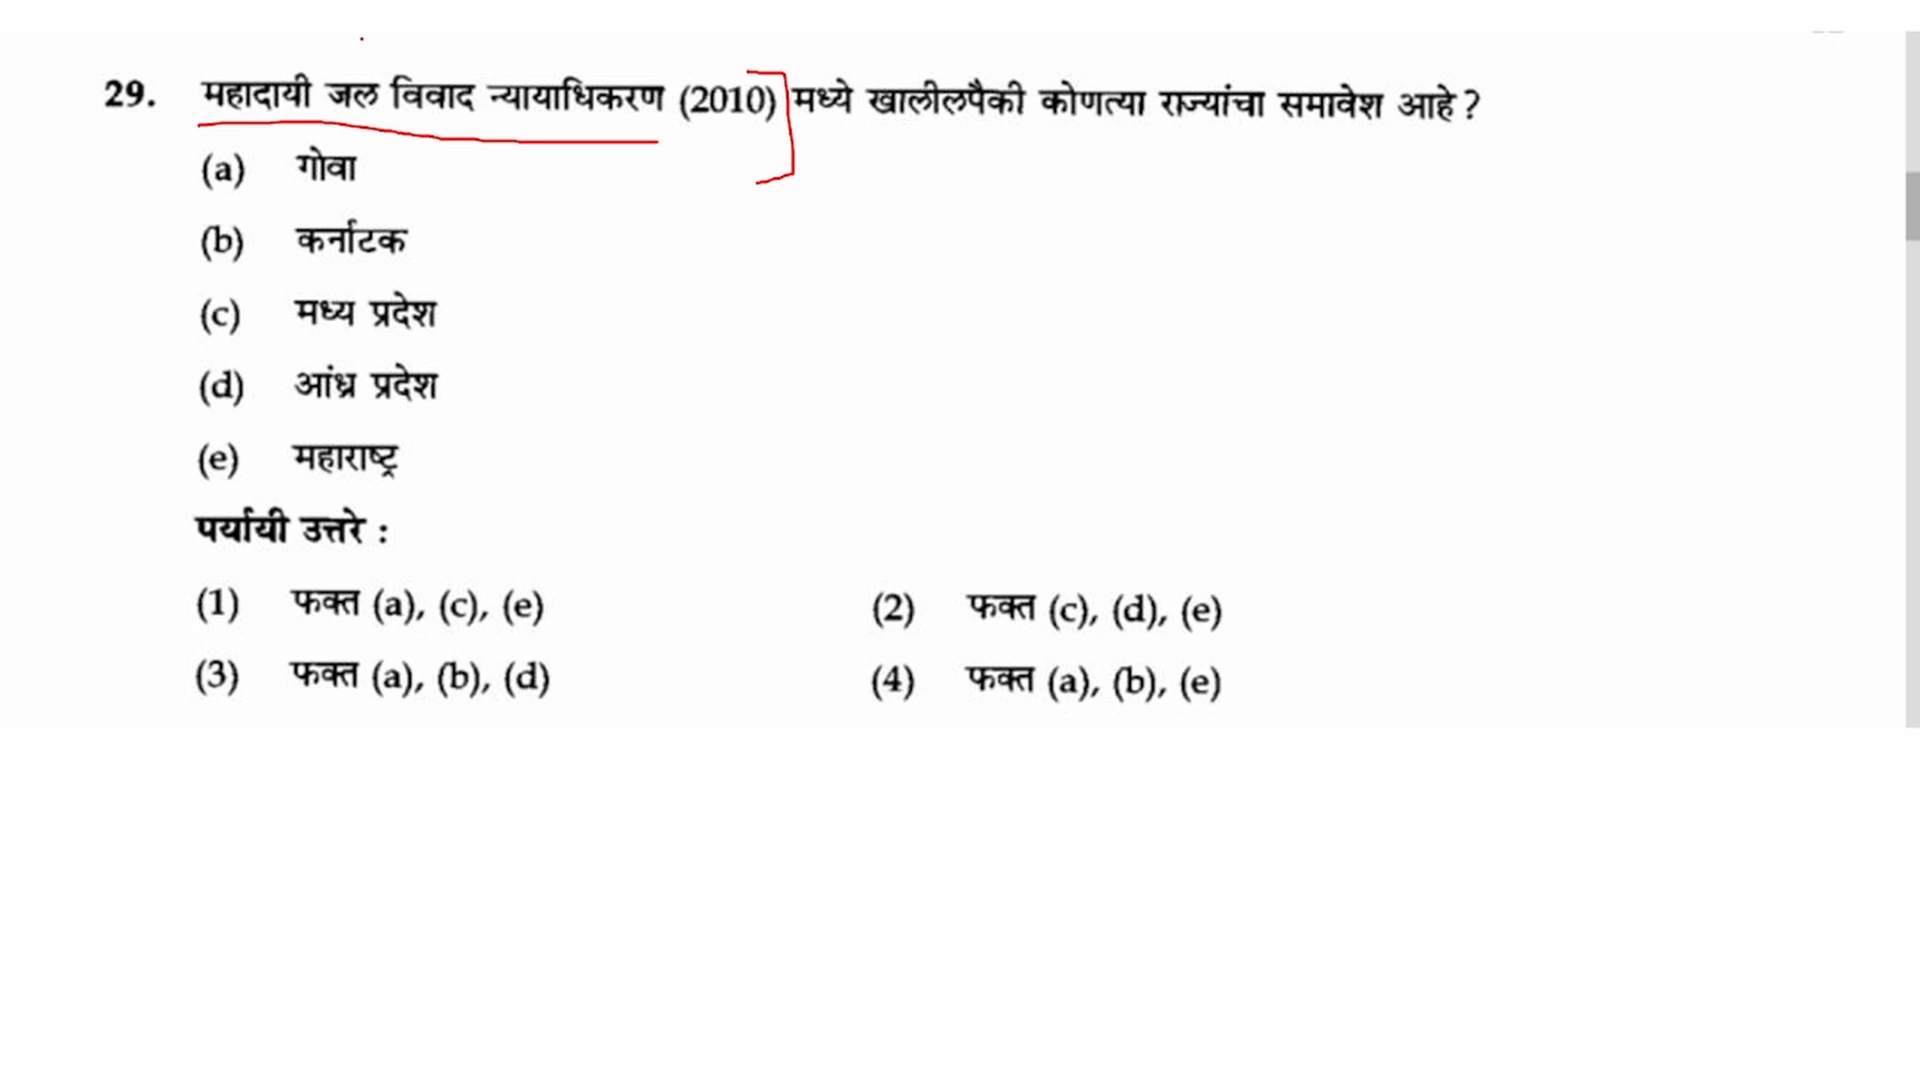 29. महादायी जल विवाद न्यायाधिकरण (2010) मध्ये खालीलपैकी कोणत्या राज्यांचा समावेश आहे ?
(a) गोवा
(b) कर्नाटक
(c) मध्य प्रदेश
(d) आंध्र प्रदेश
(e) महाराष्ट्र
पर्यायी उत्तरे :
(1) फक्त (a), (c), (e) (2) फक्त (c), (d), (e)
(3) फक्त (a), (b), (d) (4) फक्त (a), (b), (e)